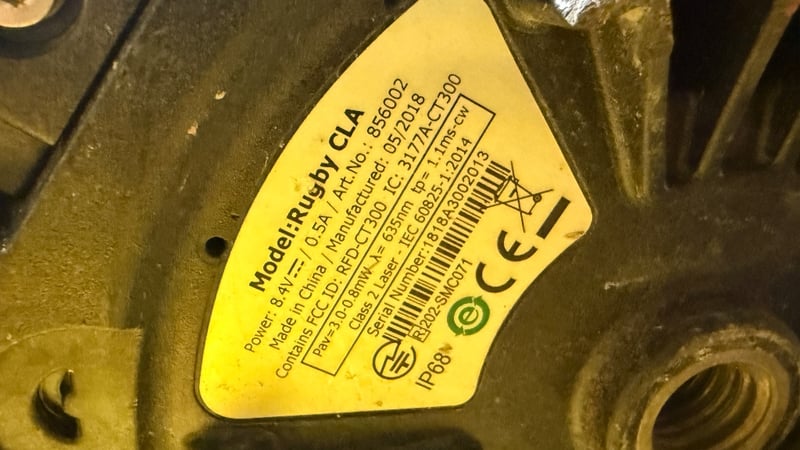 Model:Rugby CLA
Power: 8.4V / 0.5A / Art.No.: 856002
Made in China / Manufactured: 05/2018
Contains FCC ID: RFD-CT300 IC: 3177A-CT300
Pav=3.0-0.8mW λ= 635nm tp= 1.1ms-cw
Class 2 Laser - IEC 60825-1:2014
Serial Number:1818A3002013
R 202-SMC071
IP68
CE
e